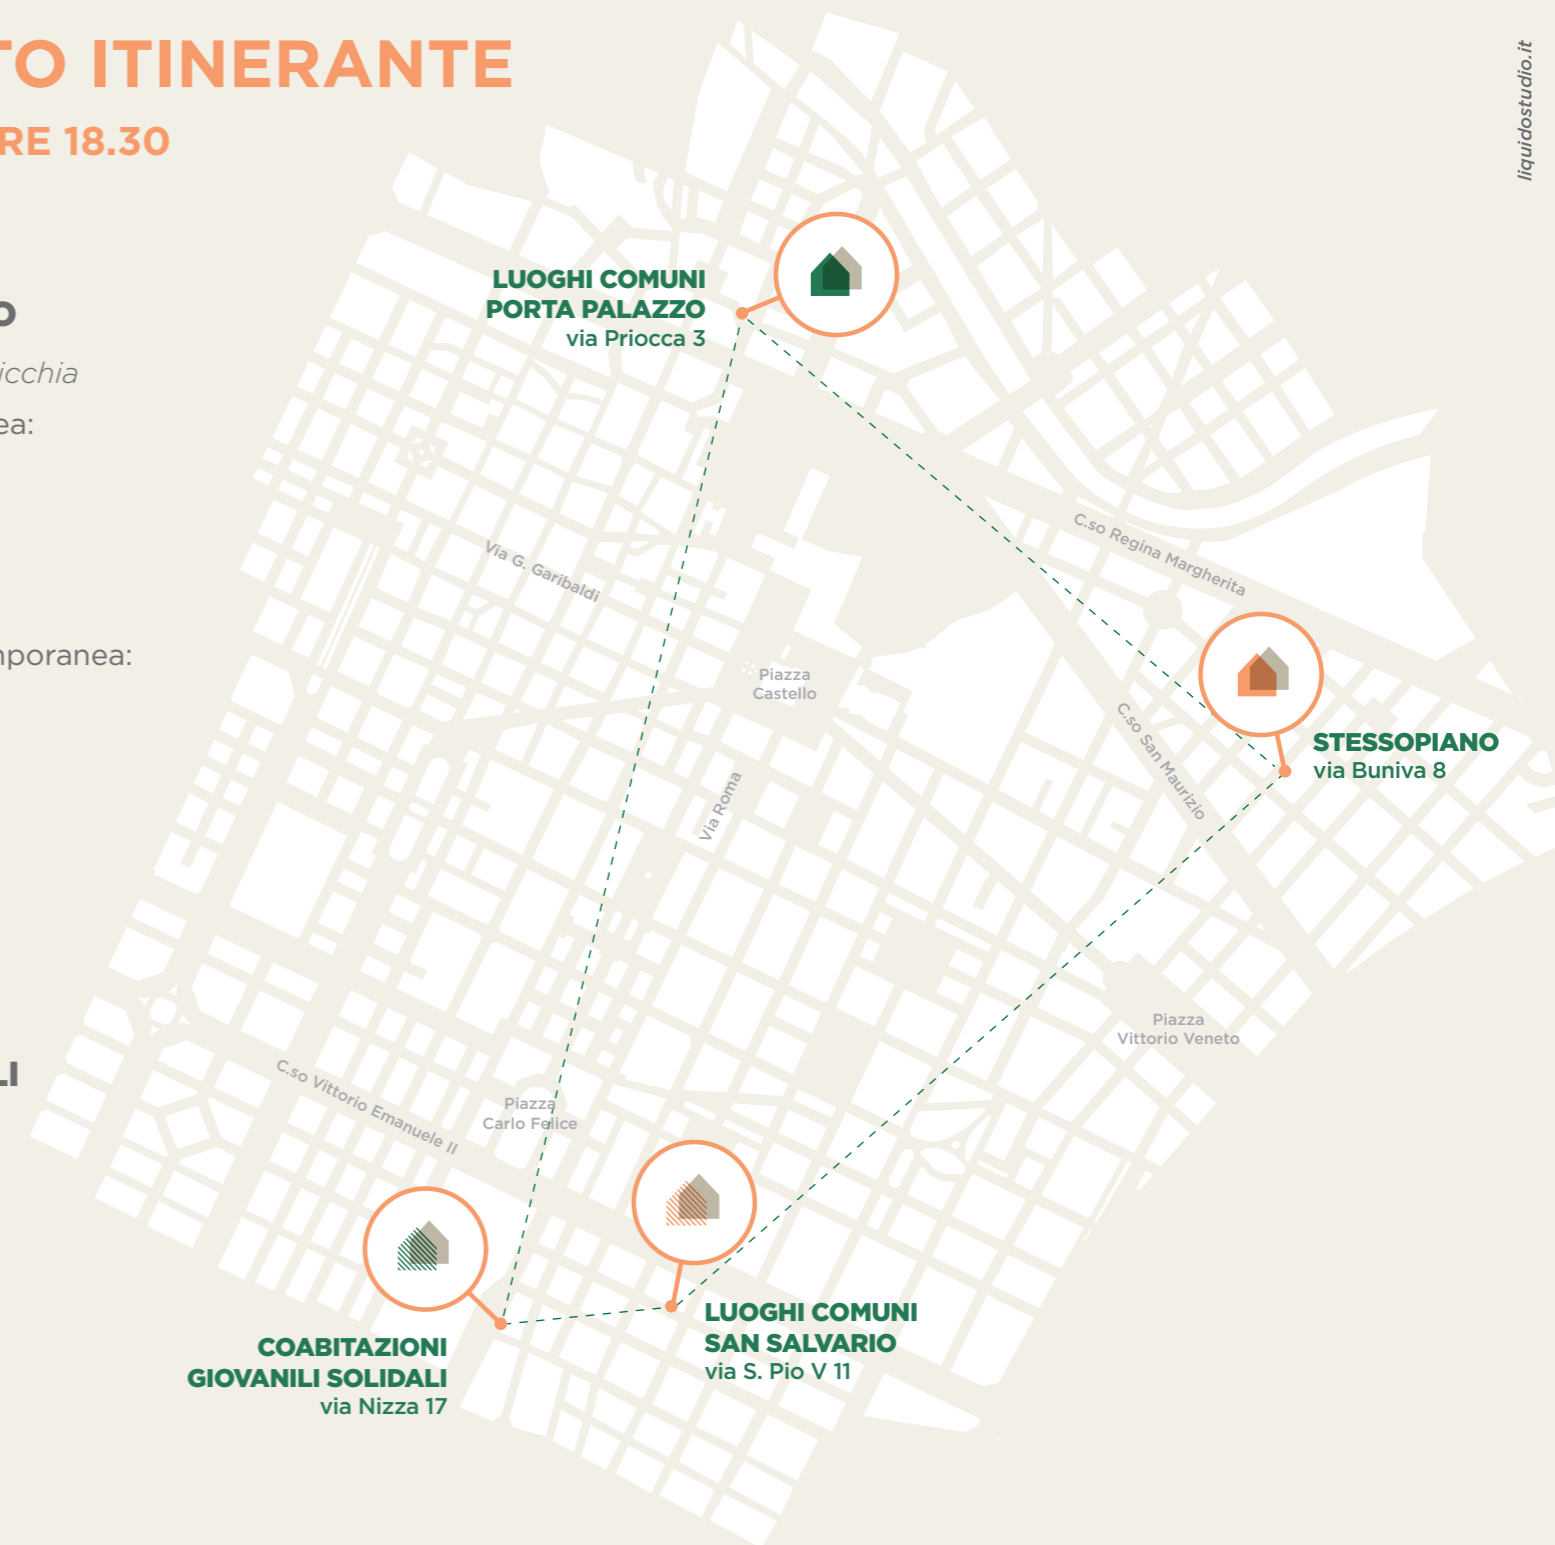 TO ITINERANTE
RE 18.30
liquidostudio.it
O
icchia
ea:
nporanea:
LI
LUOGHI COMUNI
PORTA PALAZZO
via Priocca 3
C.so Regina Margherita
Via G. Garibaldi
Piazza
Castello
C.so San Maurizio
STESSOPIANO
via Buniva 8
Via Roma
Piazza
Vittorio Veneto
C.so Vittorio Emanuele II
Piazza
Carlo Felice
LUOGHI COMUNI
SAN SALVARIO
via S. Pio V 11
COABITAZIONI
GIOVANILI SOLIDALI
via Nizza 17